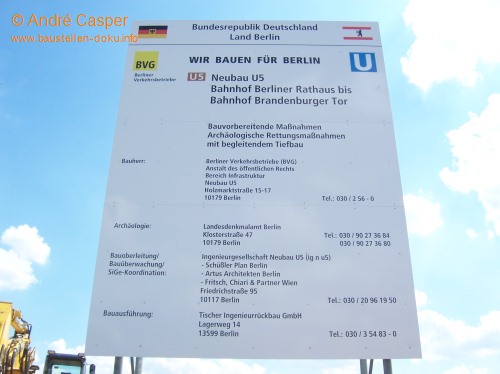 © André Casper
www.baustellen-doku.info
Bundesrepublik Deutschland
Land Berlin
WIR BAUEN FÜR BERLIN
BVG
Berliner
Verkehrsbetriebe
U
U5 Neubau U5
Bahnhof Berliner Rathaus bis
Bahnhof Brandenburger Tor
Bauvorbereitende Maßnahmen
Archäologische Rettungsmaßnahmen
mit begleitendem Tiefbau
Bauherr: Berliner Verkehrsbetriebe (BVG)
Anstalt des öffentlichen Rechts
Bereich Infrastruktur
Neubau U5
Holzmarktstraße 15-17
10179 Berlin Tel.: 030 / 2 56 - 0
Archäologie: Landesdenkmalamt Berlin
Klosterstraße 47 Tel.: 030 / 90 27 36 84
10179 Berlin 030 / 90 27 36 80
Bauoberleitung/ Ingenieurgesellschaft Neubau U5 (ig n u5)
Bauüberwachung/ - Schüßler Plan Berlin
SiGe-Koordination: - Artus Architekten Berlin
- Fritsch, Chiari & Partner Wien
Friedrichstraße 95
10117 Berlin Tel.: 030 / 20 96 19 50
Bauausführung: Tischer Ingenieurrückbau GmbH
Lagerweg 14
13599 Berlin Tel.: 030 / 3 54 83 - 0